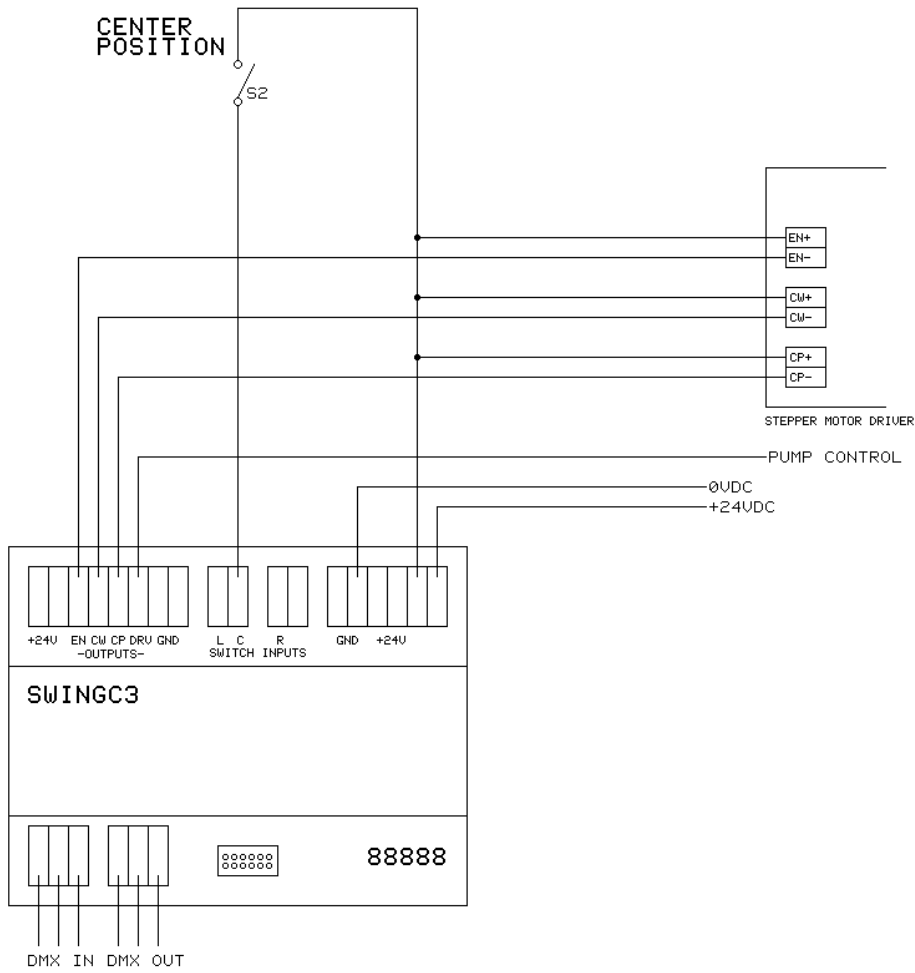 CENTER
POSITION
S2
EN+
EN-
CW+
CW-
CP+
CP-
STEPPER MOTOR DRIVER
PUMP CONTROL
0VDC
+24VDC
+24V EN CW CP DRV GND L C R GND +24V
-OUTPUTS- SWITCH INPUTS
SWINGC3
88888
DMX IN DMX OUT